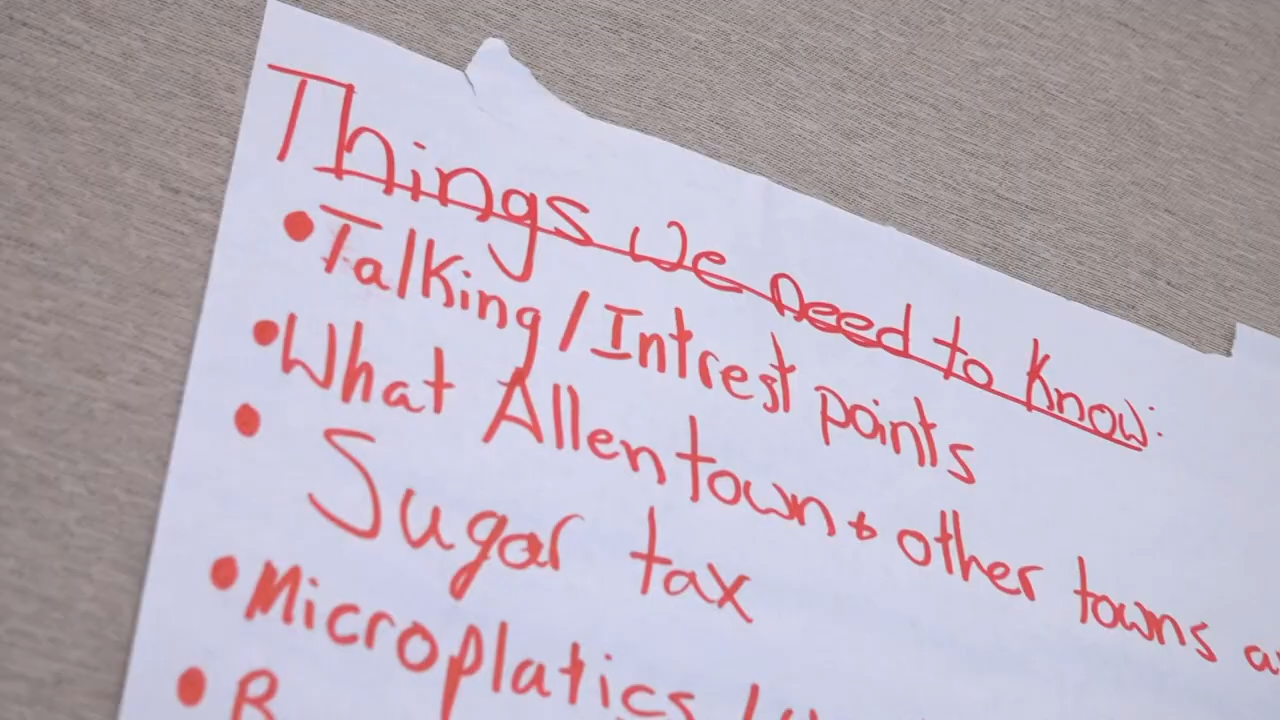 Things we need to Know:
• Talking/Intrest points
• What Allentown & other towns
• Sugar tax
• Microplatics /
•